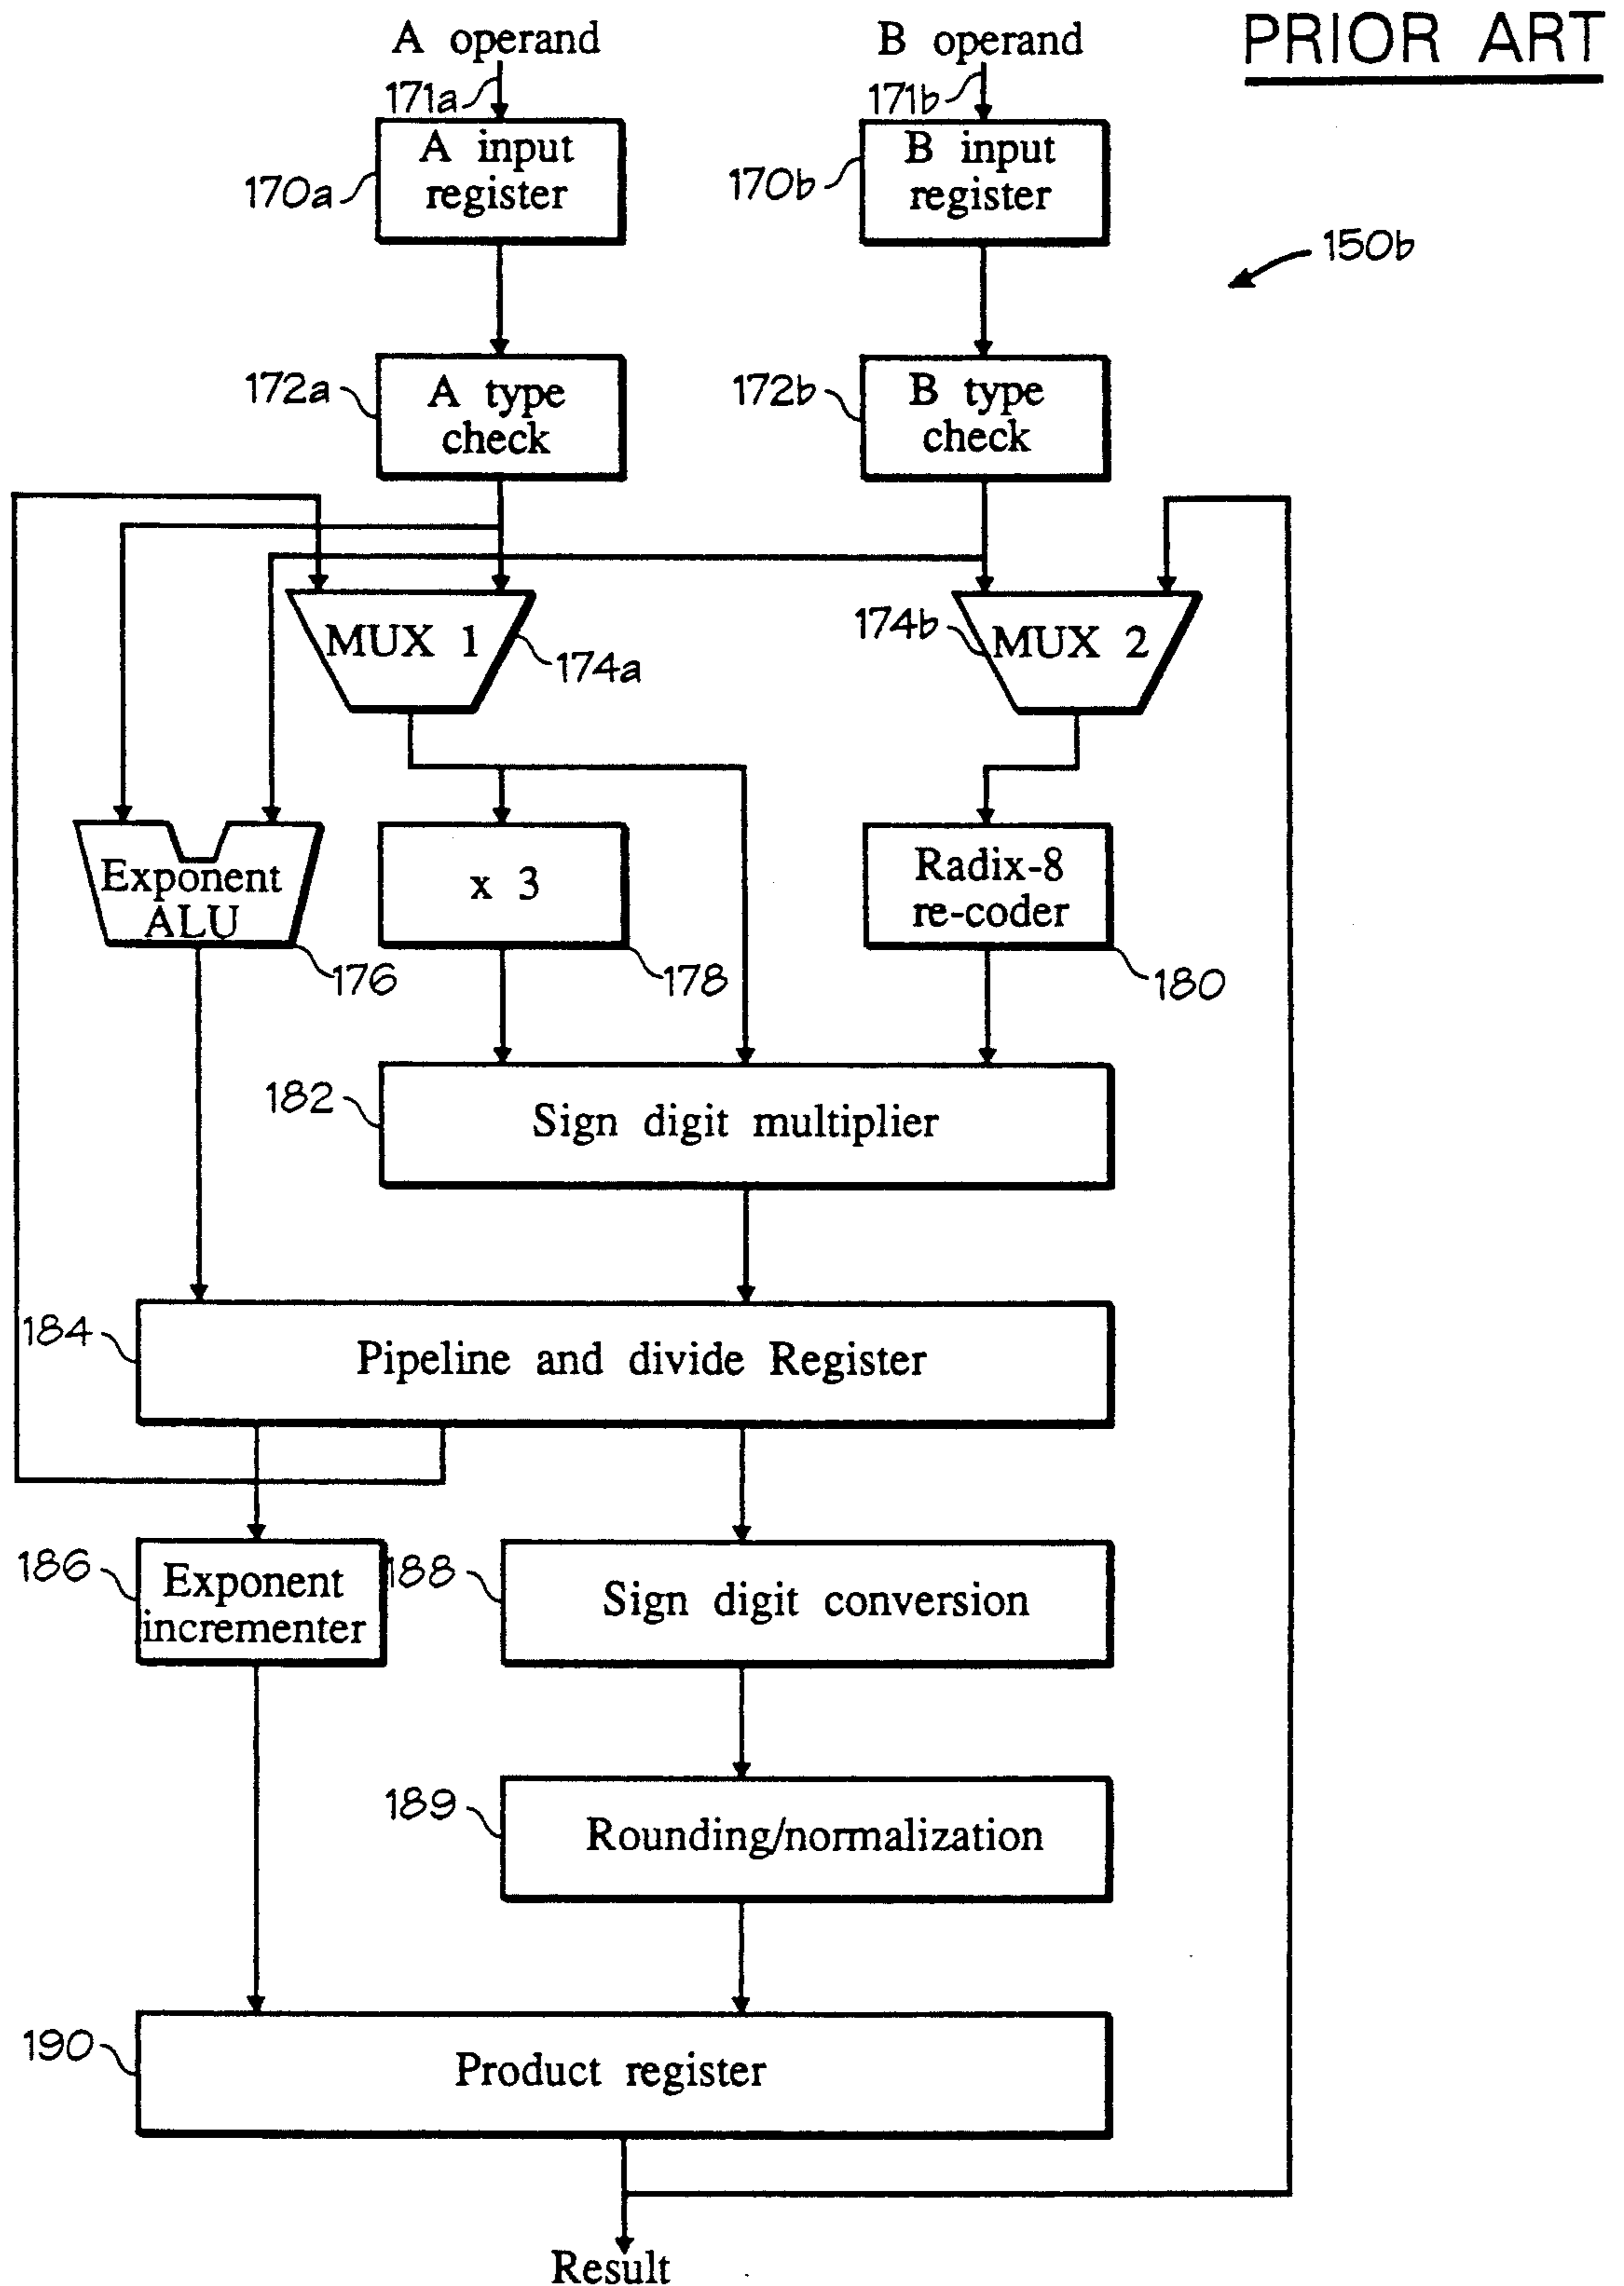 PRIOR ART
A operand
B operand
171a
171b
A input
register
B input
register
170a
170b
150b
A type
check
B type
check
172a
172b
MUX 1
174a
174b
MUX 2
Exponent
ALU
x 3
Radix-8
re-coder
176
178
180
182
Sign digit multiplier
184
Pipeline and divide Register
186
Exponent
incrementer
188
Sign digit conversion
189
Rounding/normalization
190
Product register
Result